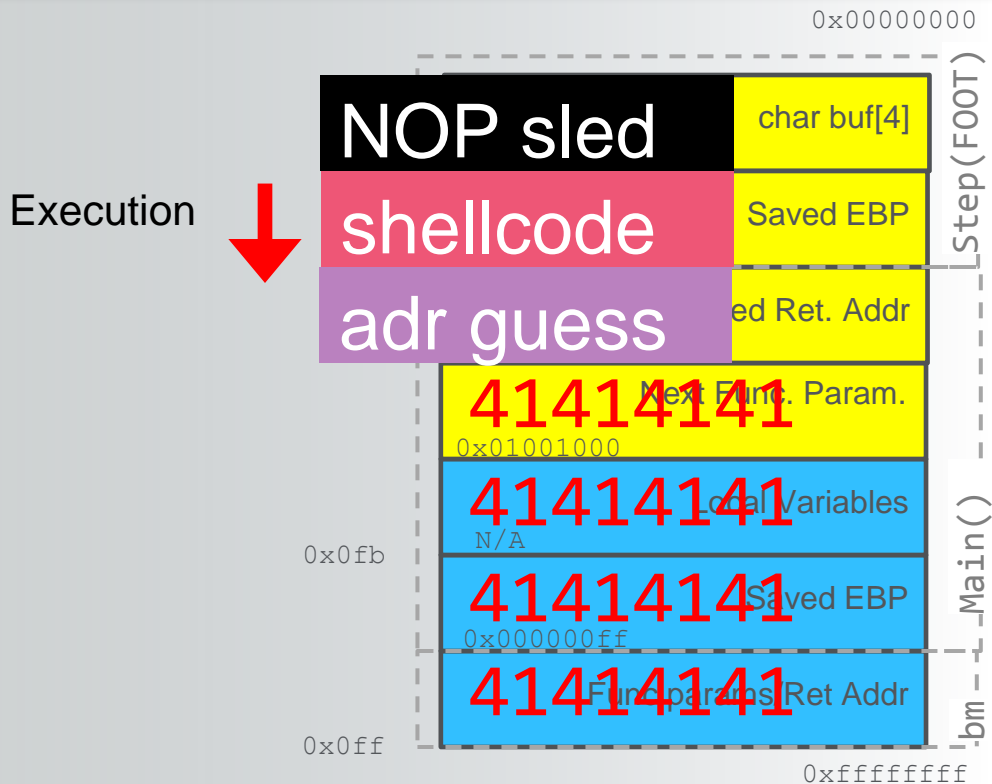 0x00000000
NOP sled
char buf[4]
Execution
shellcode
Saved EBP
Step(FOOT)
adr guess
ed Ret. Addr
41414141
Next Func. Param.
0x01001000
41414141
Local Variables
N/A
0x0fb
41414141
Saved EBP
Main()
0x000000ff
41414141
Func params/Ret Addr
bm
0x0ff
0xffffffff